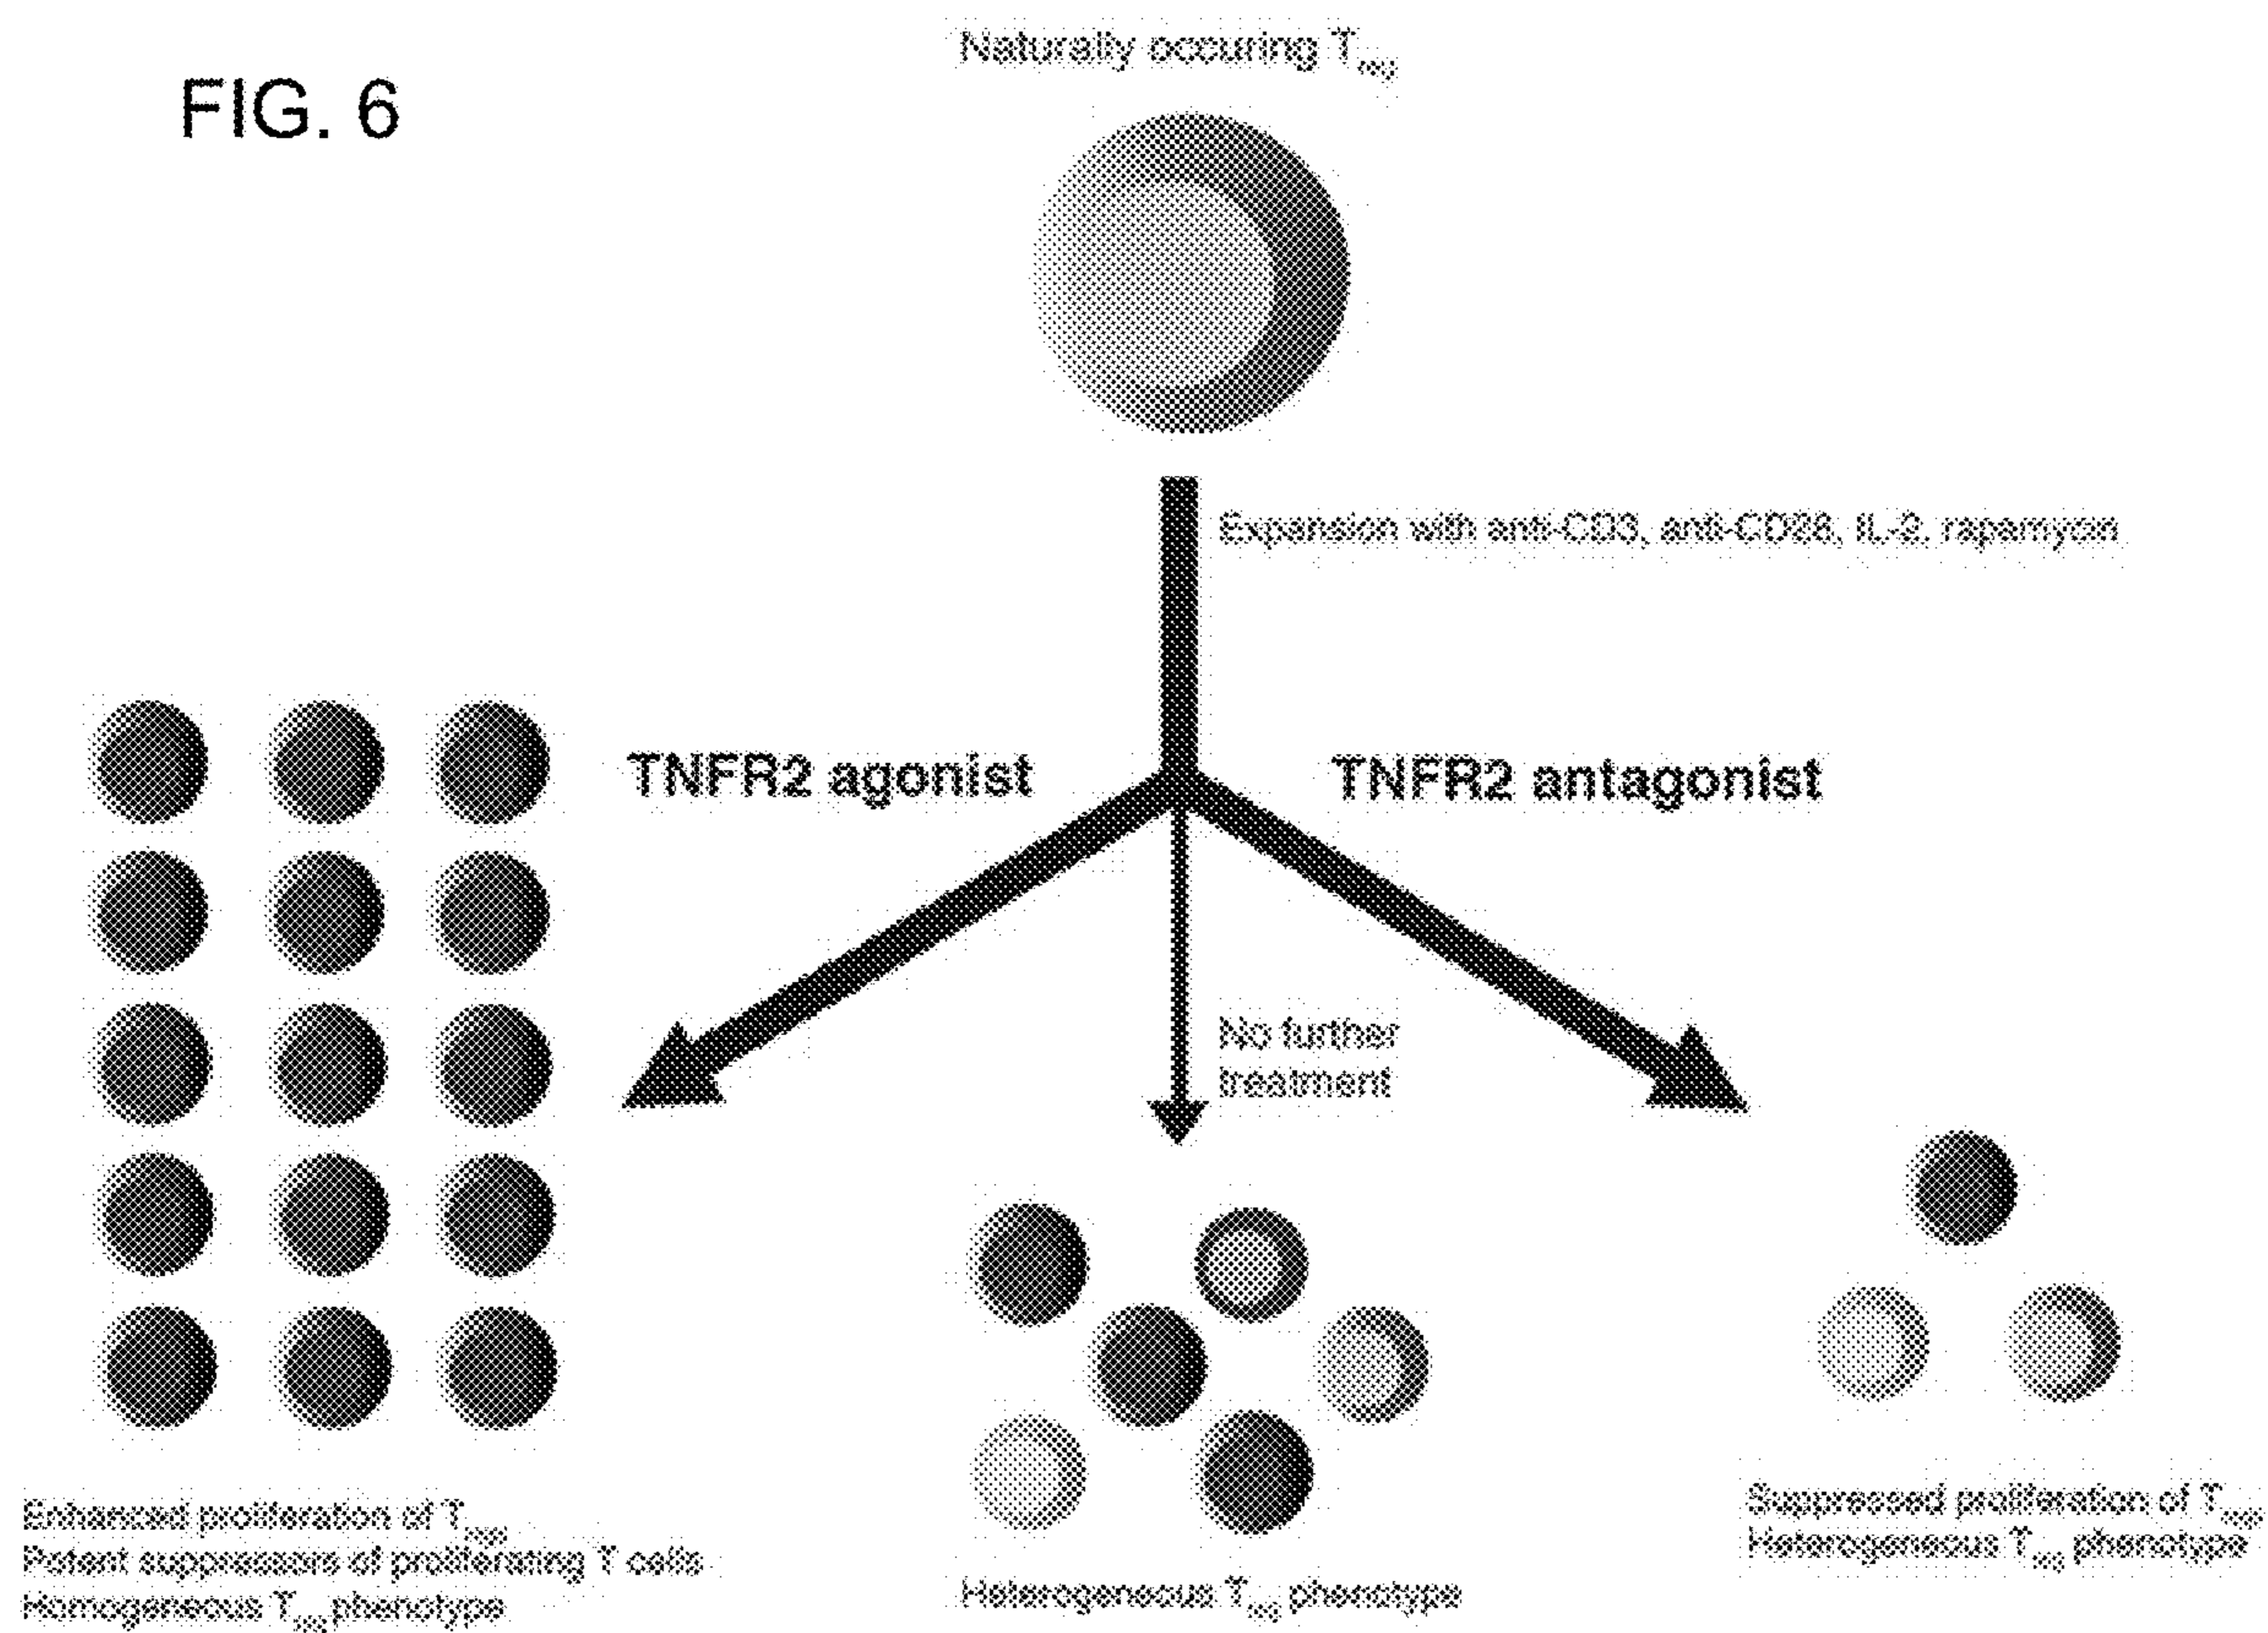 FIG. 6
Naturally occuring Treg
Expansion with anti-CD3, anti-CD28, IL-2, rapamycin
TNFR2 agonist
TNFR2 antagonist
No further
treatment
Enhanced proliferation of Treg
Potent suppressors of proliferating T cells
Homogeneous Treg phenotype
Heterogeneous Treg phenotype
Suppressed proliferation of Treg
Heterogeneous Treg phenotype